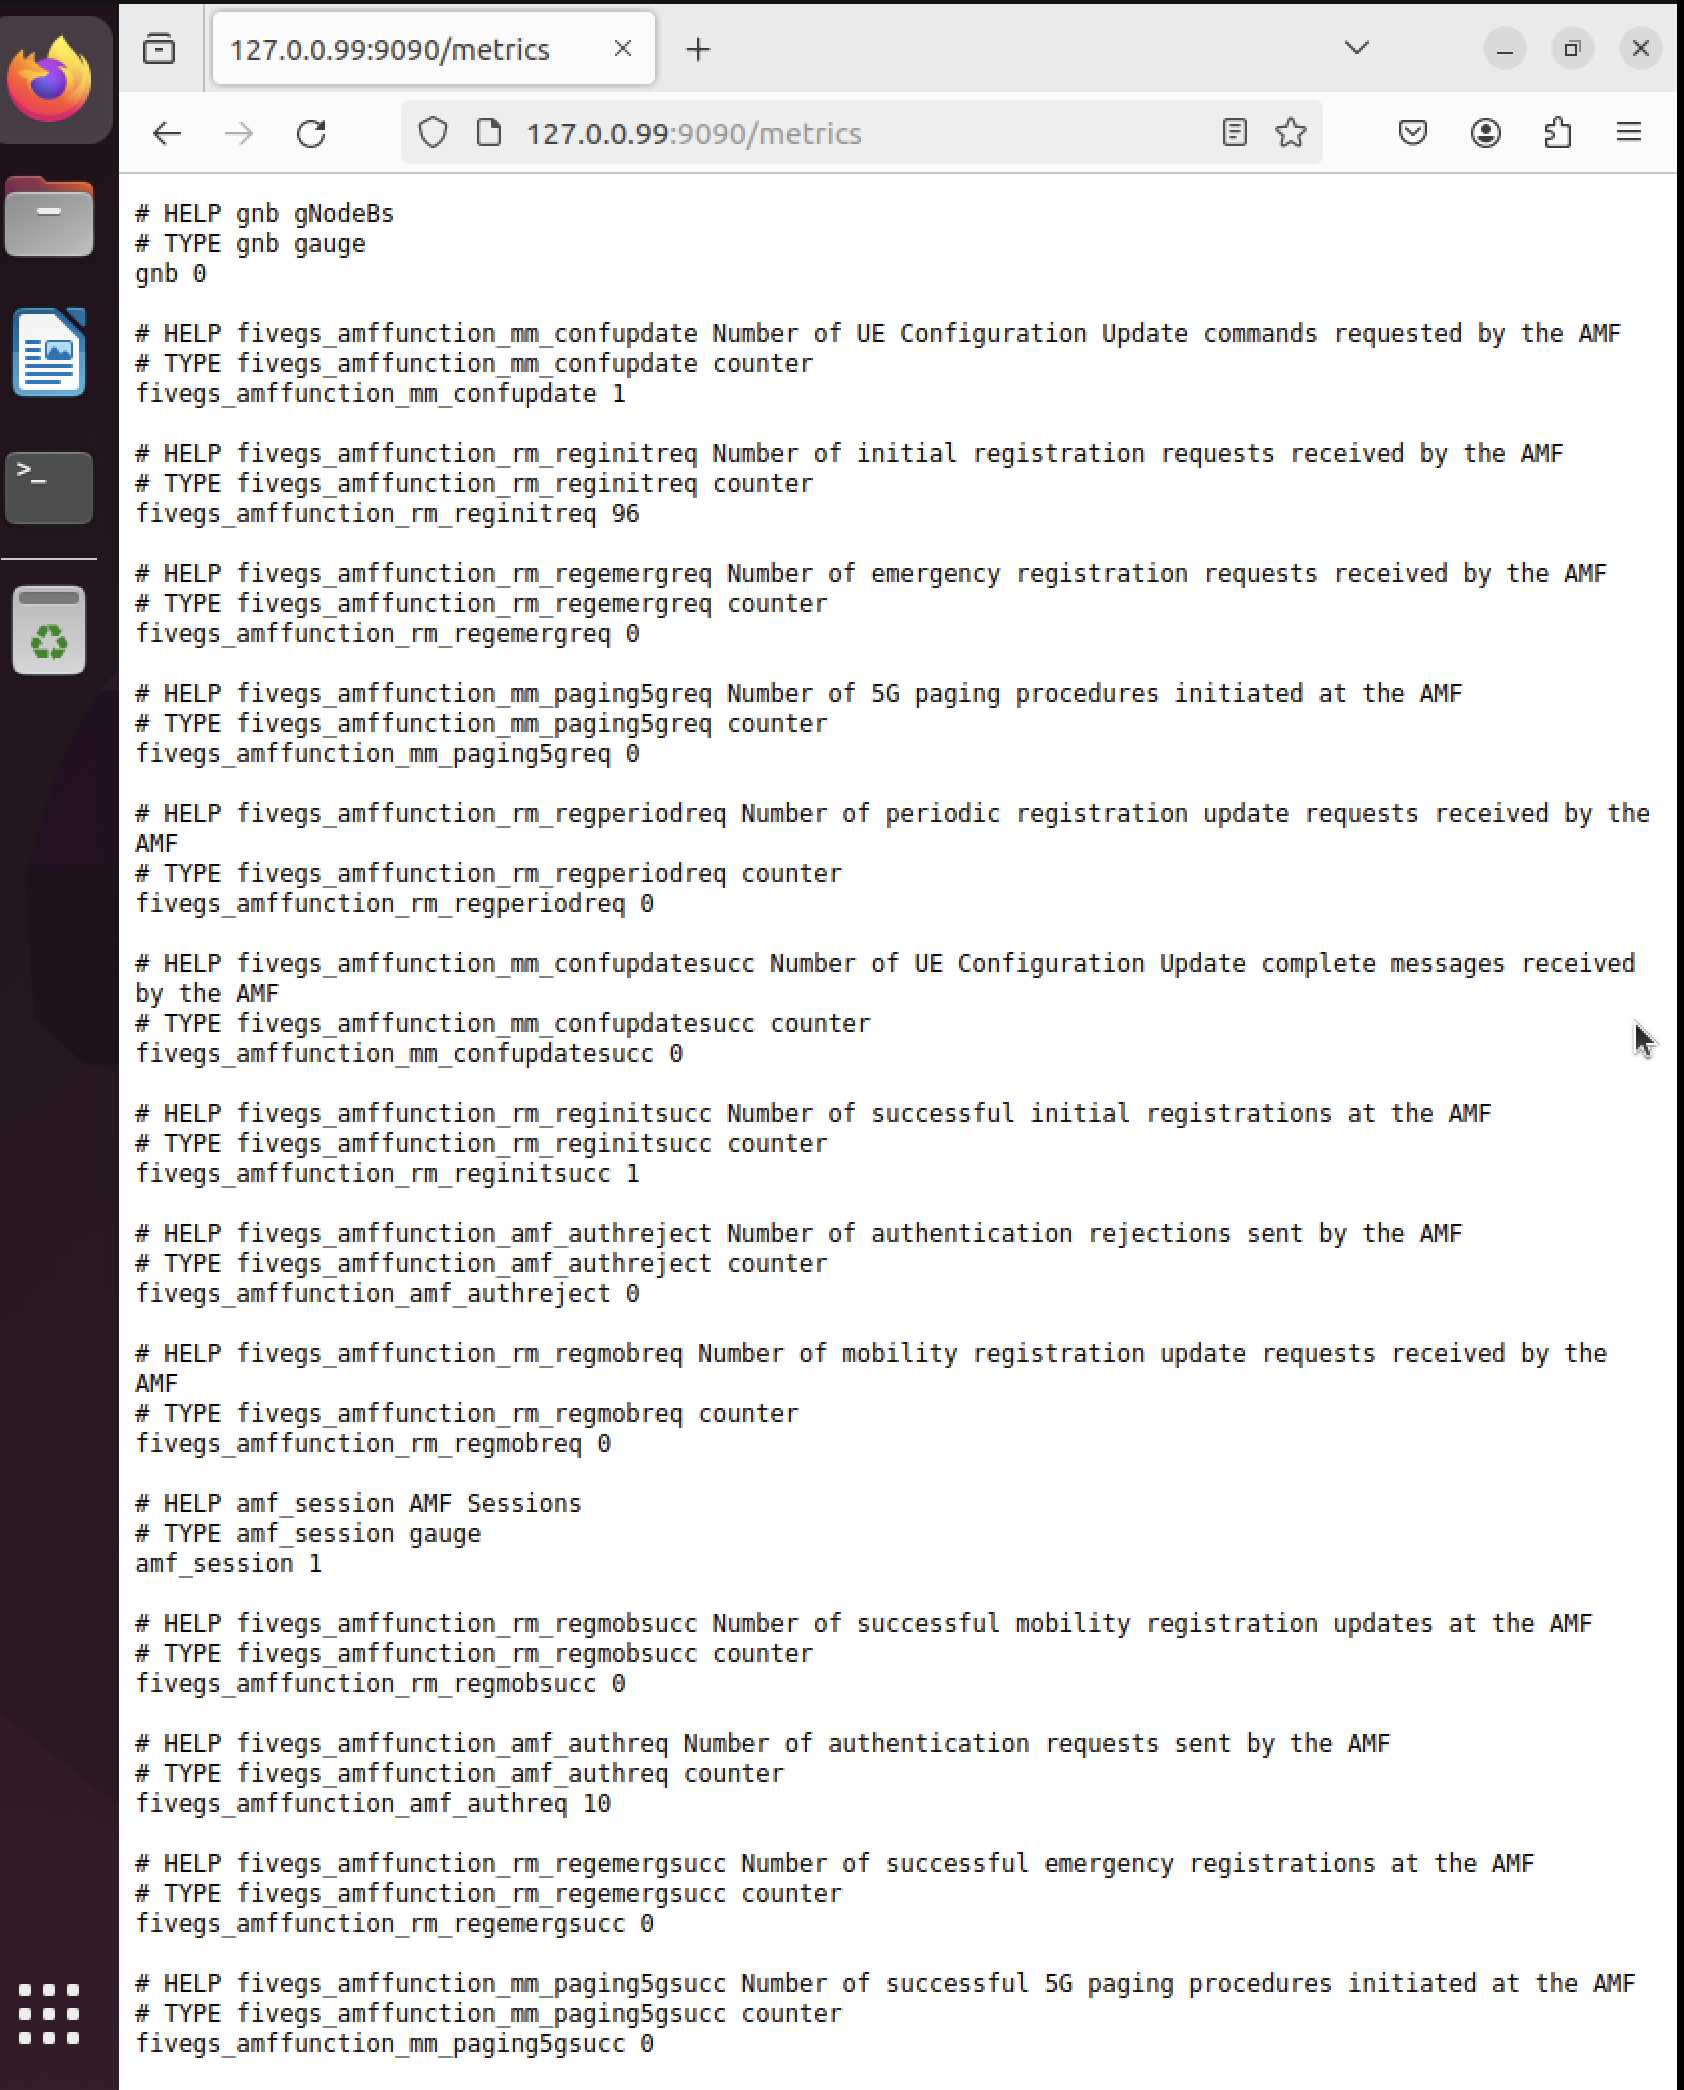 127.0.0.99:9090/metrics
127.0.0.99:9090/metrics
# HELP gnb gNodeBs
# TYPE gnb gauge
gnb 0
# HELP fivegs_amffunction_mm_confupdate Number of UE Configuration Update commands requested by the AMF
# TYPE fivegs_amffunction_mm_confupdate counter
fivegs_amffunction_mm_confupdate 1
# HELP fivegs_amffunction_rm_reginitreq Number of initial registration requests received by the AMF
# TYPE fivegs_amffunction_rm_reginitreq counter
fivegs_amffunction_rm_reginitreq 96
# HELP fivegs_amffunction_rm_regemergreq Number of emergency registration requests received by the AMF
# TYPE fivegs_amffunction_rm_regemergreq counter
fivegs_amffunction_rm_regemergreq 0
# HELP fivegs_amffunction_mm_paging5greq Number of 5G paging procedures initiated at the AMF
# TYPE fivegs_amffunction_mm_paging5greq counter
fivegs_amffunction_mm_paging5greq 0
# HELP fivegs_amffunction_rm_regperiodreq Number of periodic registration update requests received by the
AMF
# TYPE fivegs_amffunction_rm_regperiodreq counter
fivegs_amffunction_rm_regperiodreq 0
# HELP fivegs_amffunction_mm_confupdatesucc Number of UE Configuration Update complete messages received
by the AMF
# TYPE fivegs_amffunction_mm_confupdatesucc counter
fivegs_amffunction_mm_confupdatesucc 0
# HELP fivegs_amffunction_rm_reginitsucc Number of successful initial registrations at the AMF
# TYPE fivegs_amffunction_rm_reginitsucc counter
fivegs_amffunction_rm_reginitsucc 1
# HELP fivegs_amffunction_amf_authreject Number of authentication rejections sent by the AMF
# TYPE fivegs_amffunction_amf_authreject counter
fivegs_amffunction_amf_authreject 0
# HELP fivegs_amffunction_rm_regmobreq Number of mobility registration update requests received by the
AMF
# TYPE fivegs_amffunction_rm_regmobreq counter
fivegs_amffunction_rm_regmobreq 0
# HELP amf_session AMF Sessions
# TYPE amf_session gauge
amf_session 1
# HELP fivegs_amffunction_rm_regmobsucc Number of successful mobility registration updates at the AMF
# TYPE fivegs_amffunction_rm_regmobsucc counter
fivegs_amffunction_rm_regmobsucc 0
# HELP fivegs_amffunction_amf_authreq Number of authentication requests sent by the AMF
# TYPE fivegs_amffunction_amf_authreq counter
fivegs_amffunction_amf_authreq 10
# HELP fivegs_amffunction_rm_regemergsucc Number of successful emergency registrations at the AMF
# TYPE fivegs_amffunction_rm_regemergsucc counter
fivegs_amffunction_rm_regemergsucc 0
# HELP fivegs_amffunction_mm_paging5gsucc Number of successful 5G paging procedures initiated at the AMF
# TYPE fivegs_amffunction_mm_paging5gsucc counter
fivegs_amffunction_mm_paging5gsucc 0